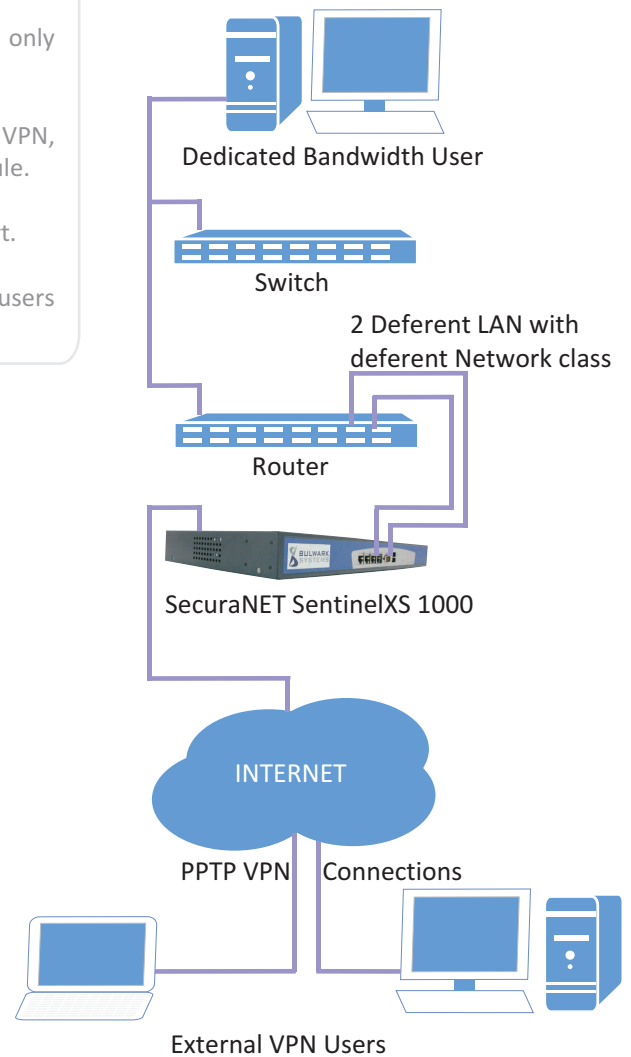 only
VPN,
ule.
t.
users
Dedicated Bandwidth User
Switch
2 Deferent LAN with
deferent Network class
Router
BULWARK
SYSTEMS
SecuraNET SentinelXS 1000
INTERNET
PPTP VPN Connections
External VPN Users